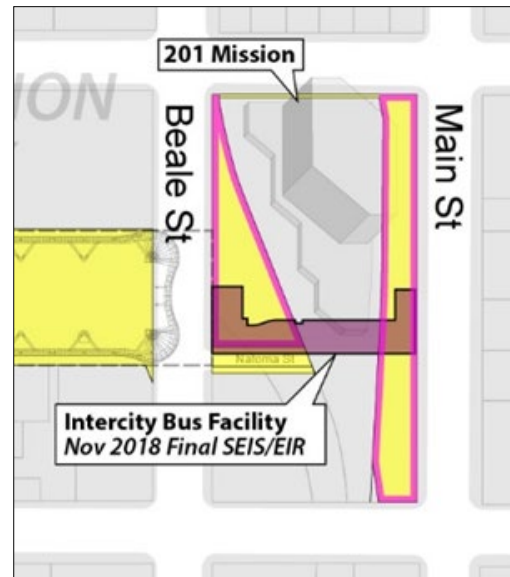 201 Mission
ION
Beale St
Main St
Natoma St
Intercity Bus Facility
Nov 2018 Final SEIS/EIR